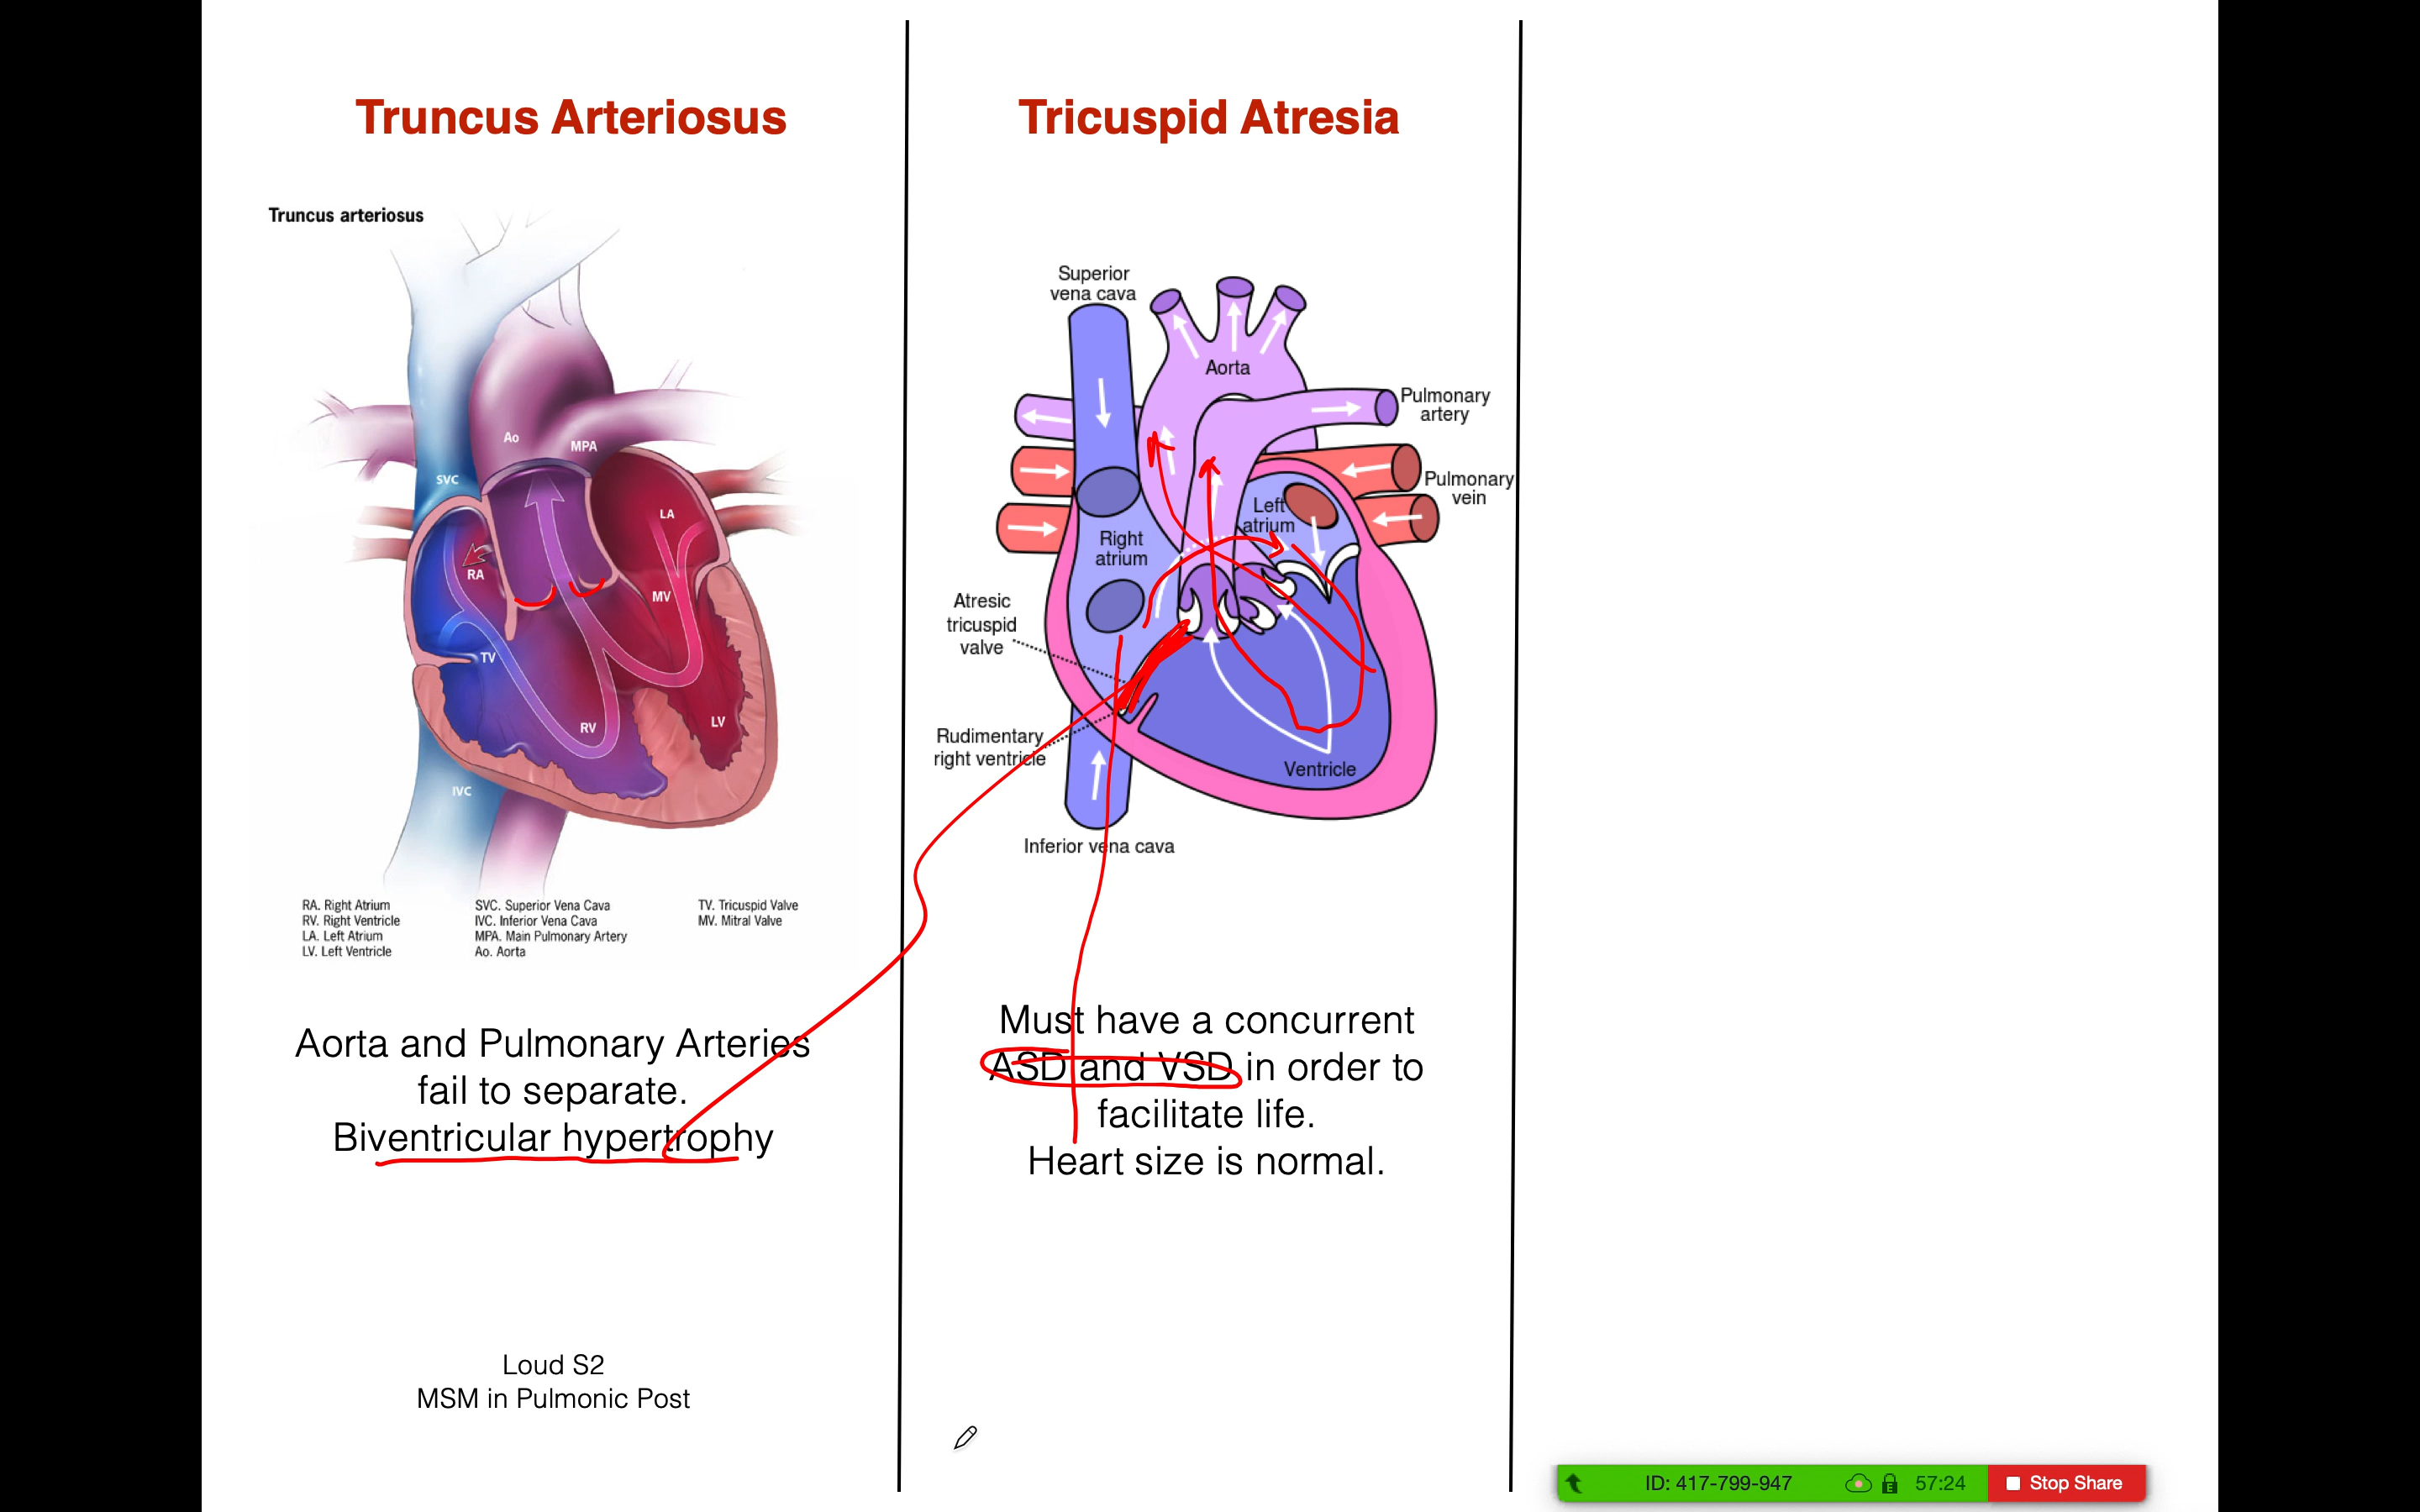 Truncus Arteriosus
Truncus arteriosus
Ao
MPA
SVC
LA
RA
MV
TV
RV
LV
IVC
RA. Right Atrium
RV. Right Ventricle
LA. Left Atrium
LV. Left Ventricle
SVC. Superior Vena Cava
IVC. Inferior Vena Cava
MPA. Main Pulmonary Artery
Ao. Aorta
TV. Tricuspid Valve
MV. Mitral Valve
Aorta and Pulmonary Arteries
fail to separate.
Biventricular hypertrophy
Loud S2
MSM in Pulmonic Post
Tricuspid Atresia
Superior
vena cava
Aorta
Pulmonary
artery
Pulmonary
vein
Left
atrium
Right
atrium
Atresic
tricuspid
valve
Rudimentary
right ventricle
Ventricle
Inferior vena cava
Must have a concurrent
ASD and VSD in order to
facilitate life.
Heart size is normal.
ID: 417-799-947
E
57:24
Stop Share